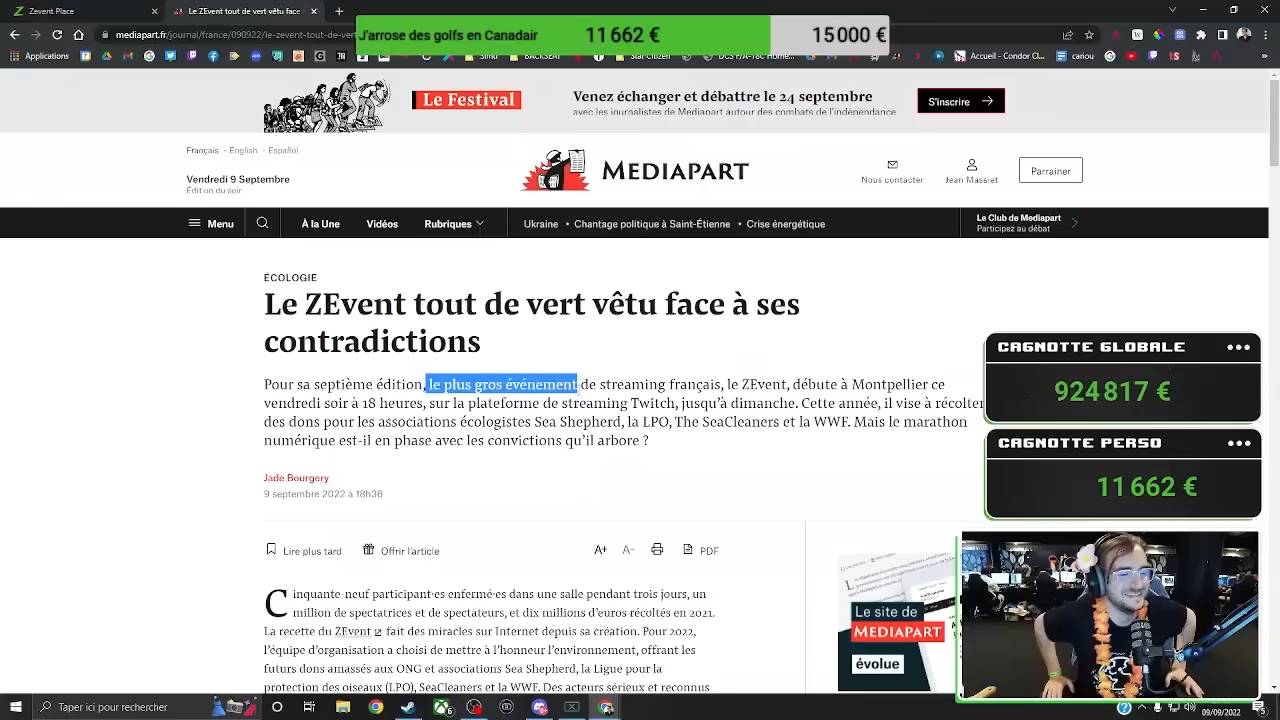 ZEvent Place
Le ZEvent tout de vert vêtu face
J'arrose des golfs en Canadair
11 662 €
15 000 €
/journal/france/090922/le-zevent-tout-de-ver
Applications
Sinio
BACKSEAT
StarCitizen
Accueil - Condor Co...
cariou
Le Festival
Venez échanger et débattre le 24 septembre
avec les journalistes de Mediapart autour des combats de l'indépendance
S'inscrire
Français - English - Español
Vendredi 9 Septembre
Édition du soir
MEDIAPART
Nous contacter
Jean Massiet
Parrainer
Menu
À la Une
Vidéos
Rubriques
Ukraine • Chantage politique à Saint-Étienne • Crise énergétique
Le Club de Mediapart
Participez au débat
ÉCOLOGIE
Le ZEvent tout de vert vêtu face à ses
contradictions
Pour sa septième édition, le plus gros événement de streaming français, le ZEvent, débute à Montpellier ce
vendredi soir à 18 heures, sur la plateforme de streaming Twitch, jusqu'à dimanche. Cette année, il vise à récolter
des dons pour les associations écologistes Sea Shepherd, la LPO, The SeaCleaners et la WWF. Mais le marathon
numérique est-il en phase avec les convictions qu'il arbore ?
CAGNOTTE GLOBALE
924 817 €
CAGNOTTE PERSO
11 662 €
Jade Bourgery
9 septembre 2022 à 18h36
Lire plus tard
Offrir l'article
A+
A-
PDF
Cinquante-neuf participant·es enfermé·es dans une salle pendant trois jours, un
million de spectatrices et de spectateurs, et dix millions d'euros récoltés en 2021.
La recette du ZEvent fait des miracles sur Internet depuis sa création. Pour 2022,
l'équipe d'organisation a choisi de mettre à l'honneur l'environnement, offrant les
futurs dons amassés aux ONG et associations Sea Shepherd, la Ligue pour la
protection des oiseaux (LPO), SeaCleaners et la WWF. Des acteurs sérieux et reconnus
Le site de
MEDIAPART
évolue
Taper ici pour rechercher
09/09/2022